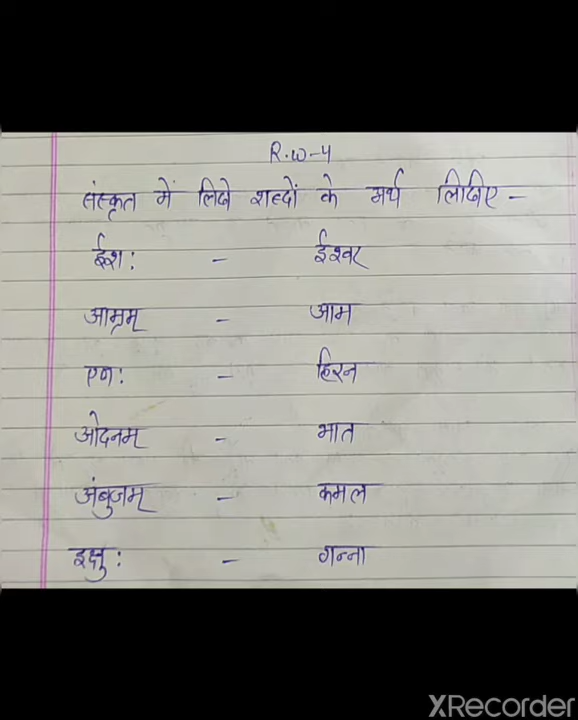 R.W-4
संस्कृत में लिखे शब्दों के अर्थ लिखिए -
ईश: - ईश्वर
आम्रम् - आम
एण: - हिरन
ओदनम् - भात
अंबुजम् - कमल
इक्षु: - गन्ना
XRecorder